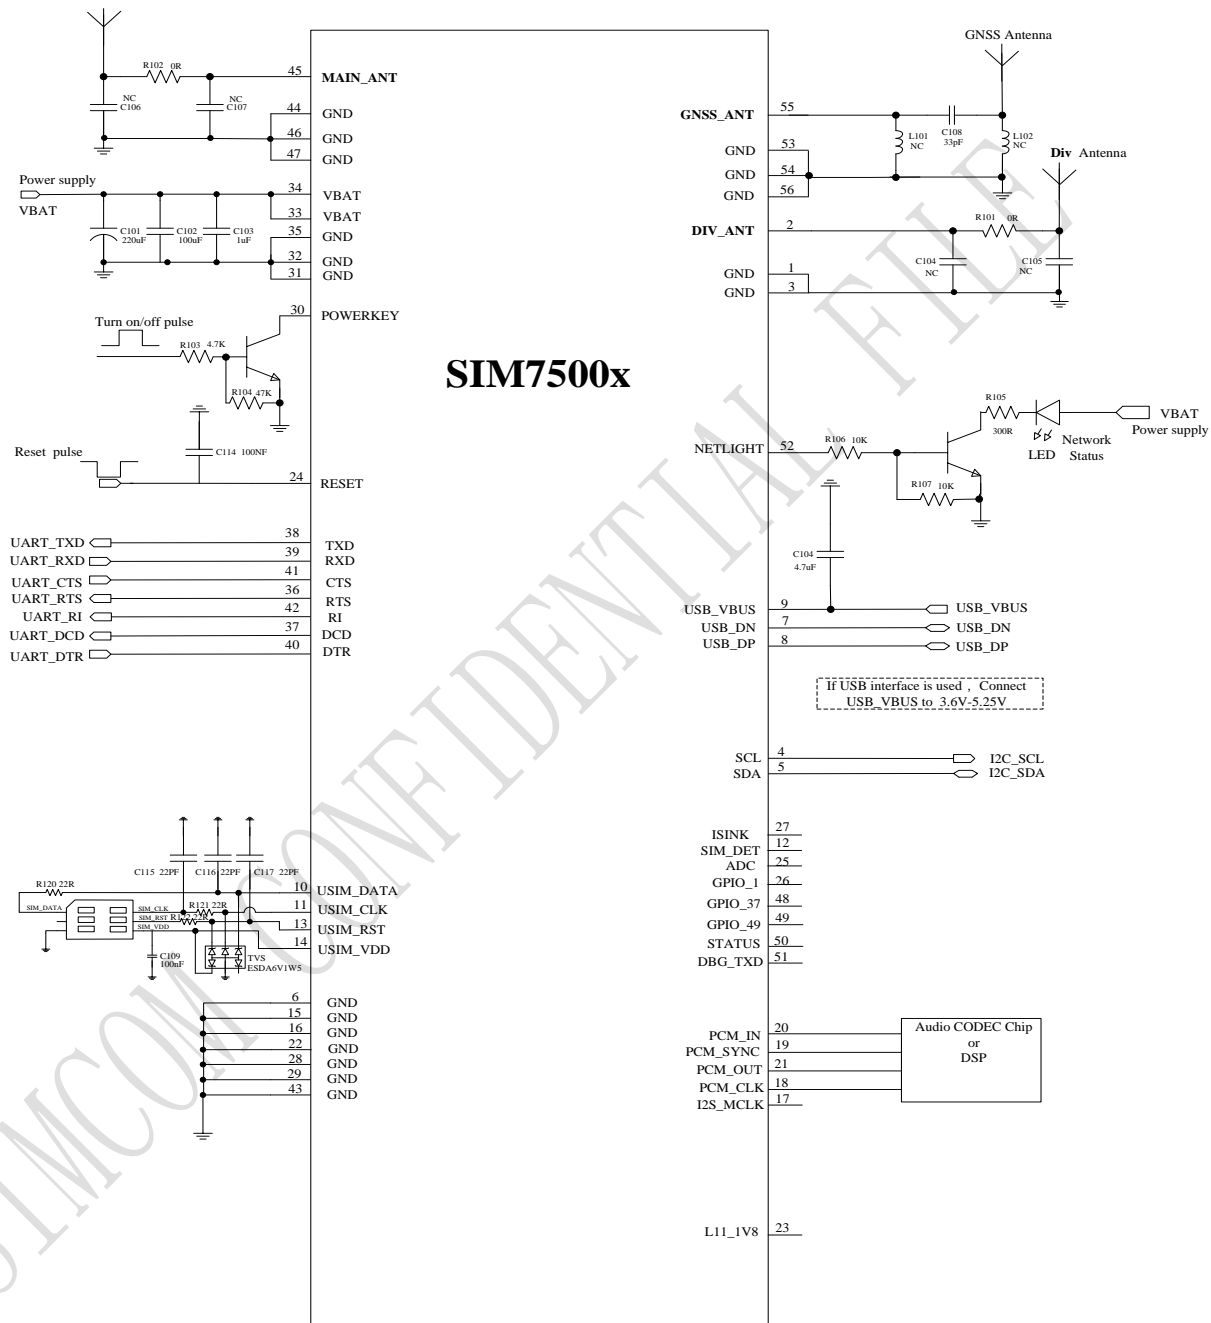 GNSS Antenna
R102 0R
45
MAIN_ANT
NC
C106
NC
C107
44
GND
46
GND
47
GND
GNSS_ANT
55
L101
NC
C108
33pF
L102
NC
GND
53
GND
54
GND
56
Div Antenna
Power supply
VBAT
34
VBAT
33
VBAT
35
GND
32
GND
31
GND
C101
220uF
C102
100uF
C103
1uF
DIV_ANT
2
R101 0R
C104
NC
C105
NC
GND
1
GND
3
30
POWERKEY
Turn on/off pulse
R103 4.7K
R104 47K
SIM7500x
C114 100NF
Reset pulse
24
RESET
NETLIGHT
52
R106 10K
R107 10K
R105
300R
LED
Network
Status
VBAT
Power supply
UART_TXD
38
TXD
UART_RXD
39
RXD
UART_CTS
41
CTS
UART_RTS
36
RTS
UART_RI
42
RI
UART_DCD
37
DCD
UART_DTR
40
DTR
C104
4.7uF
USB_VBUS
9
USB_VBUS
USB_DN
7
USB_DN
USB_DP
8
USB_DP
If USB interface is used , Connect
USB_VBUS to 3.6V-5.25V
SCL
4
I2C_SCL
SDA
5
I2C_SDA
ISINK
27
SIM_DET
12
ADC
25
GPIO_1
26
GPIO_37
48
GPIO_49
49
STATUS
50
DBG_TXD
51
C115 22PF
C116 22PF
C117 22PF
R120 22R
10
USIM_DATA
SIM_DATA
SIM_CLK
R121 22R
11
USIM_CLK
SIM_RST
R122 22R
13
USIM_RST
SIM_VDD
14
USIM_VDD
C109
100nF
TVS
ESDA6V1W5
6
GND
15
GND
16
GND
22
GND
28
GND
29
GND
43
GND
PCM_IN
20
PCM_SYNC
19
PCM_OUT
21
PCM_CLK
18
I2S_MCLK
17
Audio CODEC Chip
or
DSP
L11_1V8
23
SIMCOM CONFIDENTIAL FILE